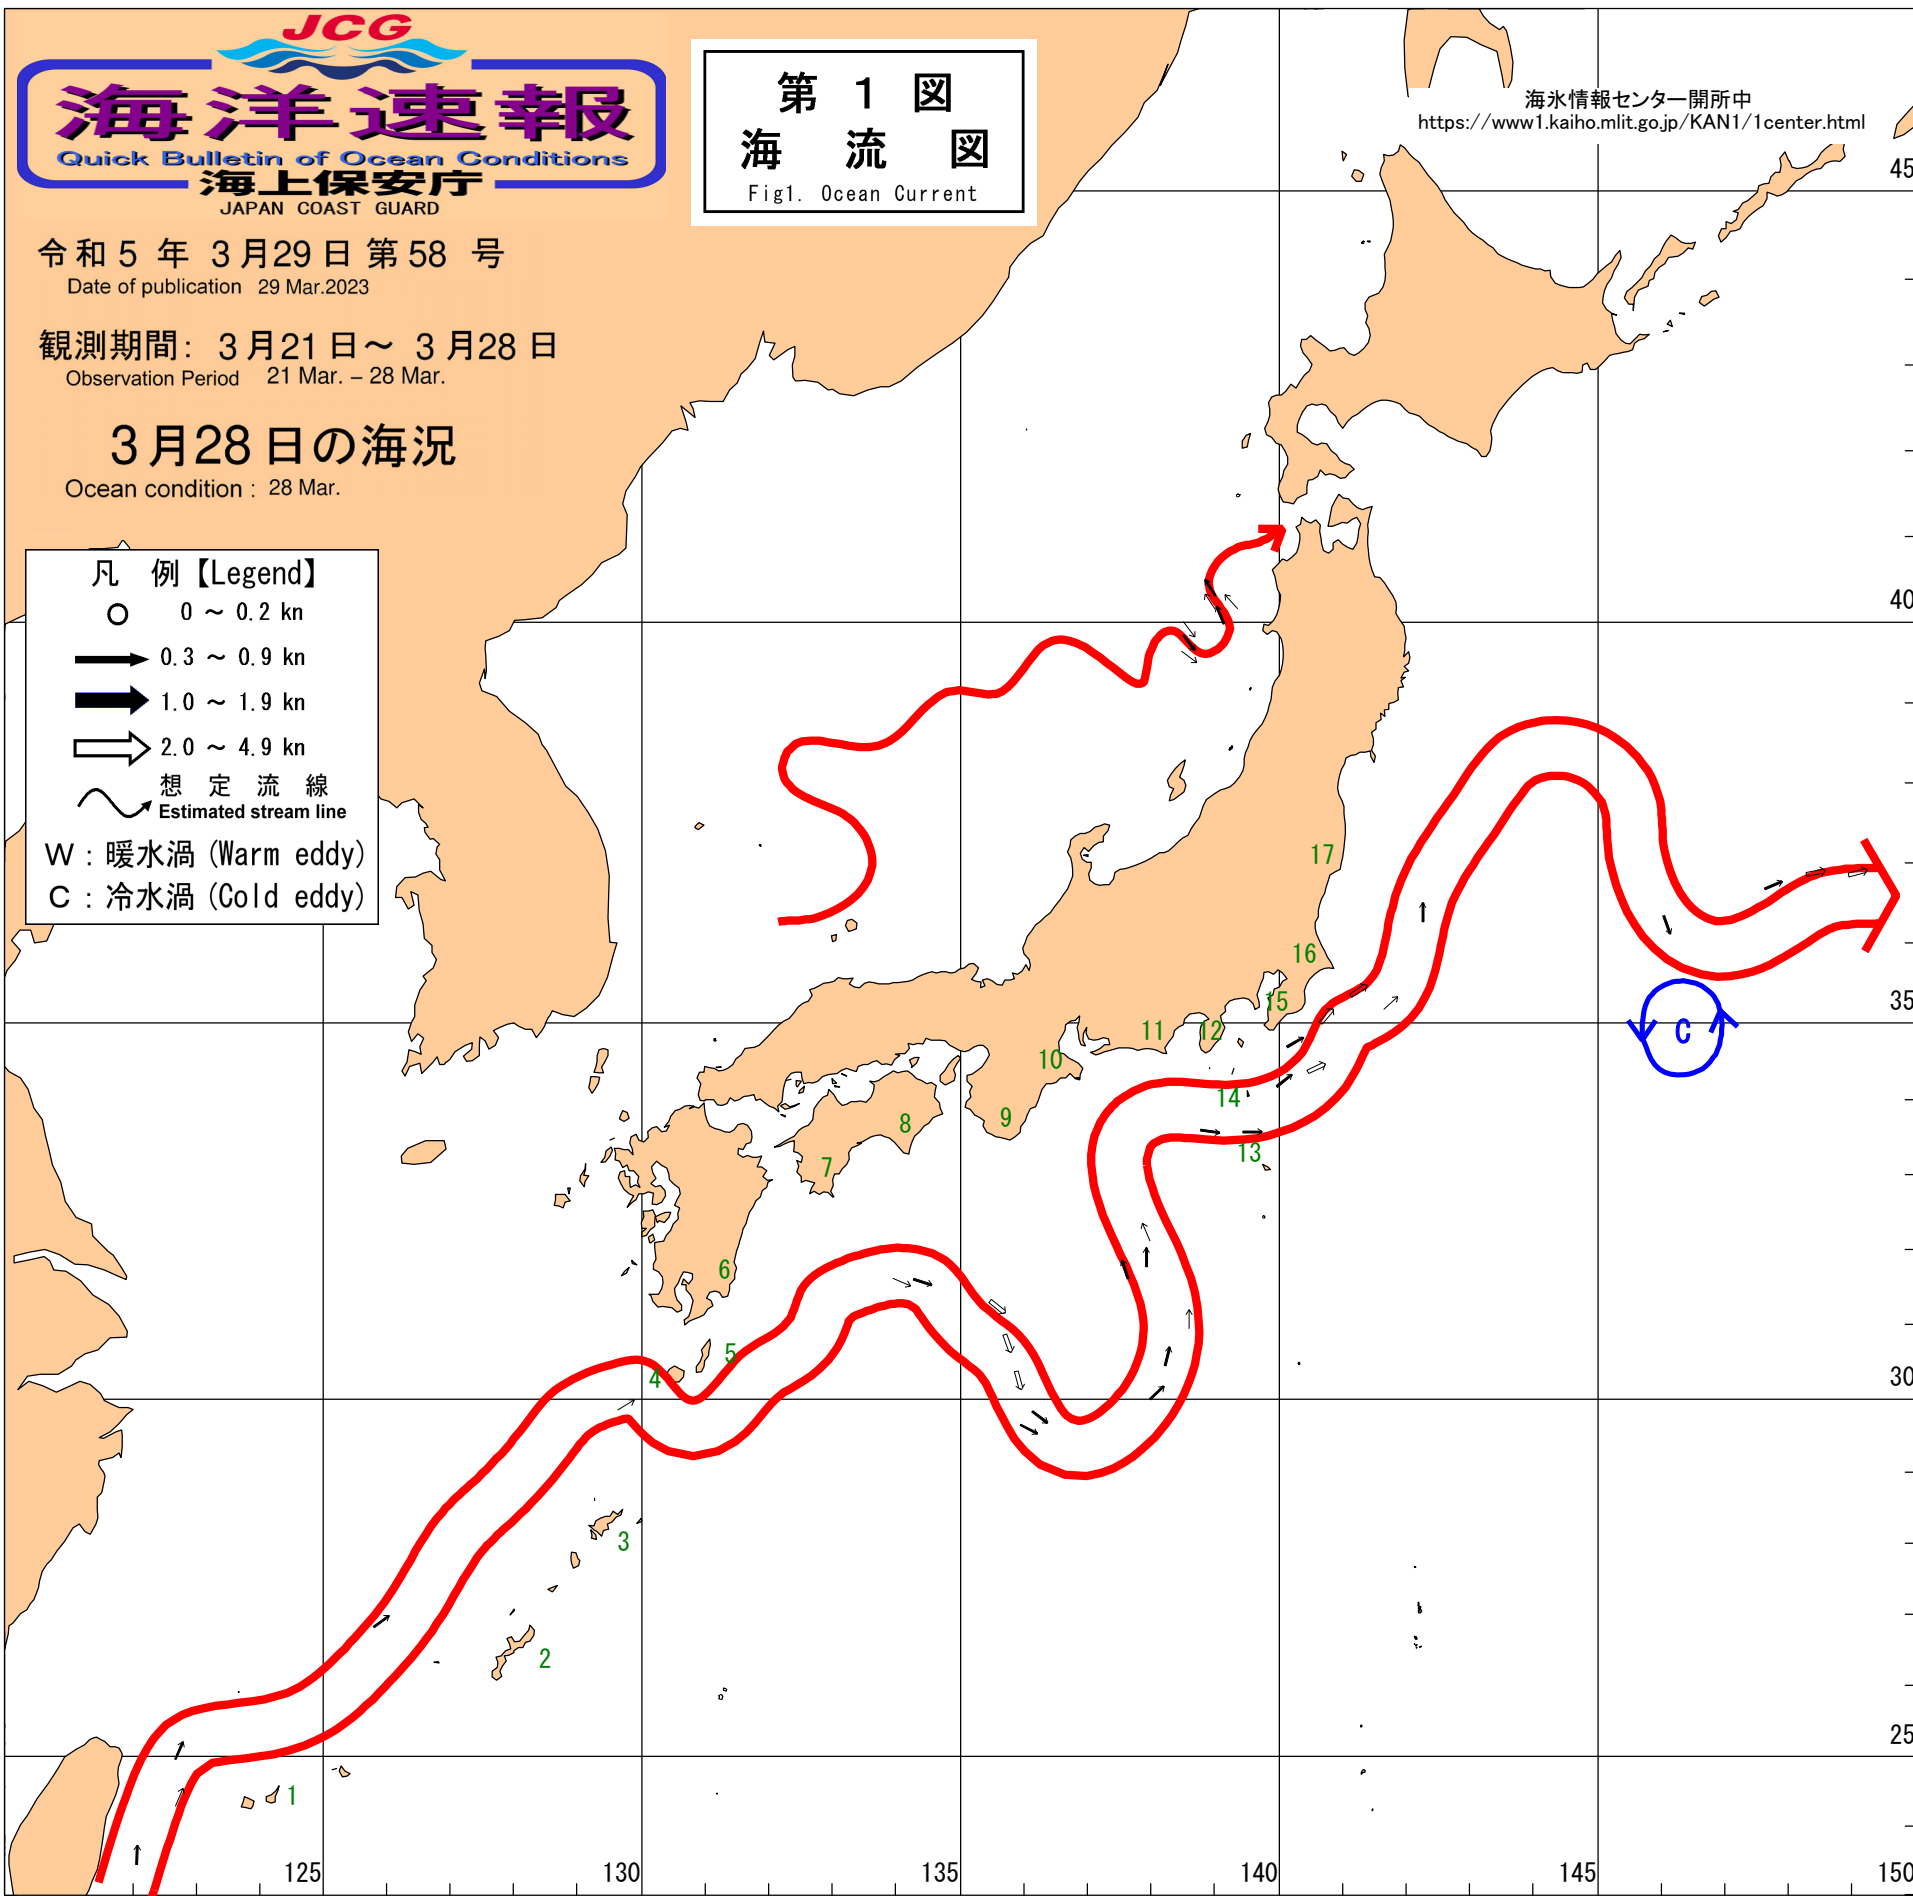 JCG
海洋速報
Quick Bulletin of Ocean Conditions
海上保安庁
JAPAN COAST GUARD
令和5年 3月29日 第58号
Date of publication 29 Mar.2023
観測期間: 3月21日~ 3月28日
Observation Period 21 Mar. – 28 Mar.
3月28日の海況
Ocean condition : 28 Mar.
第1図
海流図
Fig1. Ocean Current
海氷情報センター開所中
https://www1.kaiho.mlit.go.jp/KAN1/1center.html
凡 例【Legend】
0 ~ 0.2 kn
0.3 ~ 0.9 kn
1.0 ~ 1.9 kn
2.0 ~ 4.9 kn
想定流線
Estimated stream line
W : 暖水渦 (Warm eddy)
C : 冷水渦 (Cold eddy)
45
40
17
16
35
15
14
13
12
11
10
9
8
7
6
5
4
3
2
1
C
30
25
125
130
135
140
145
150